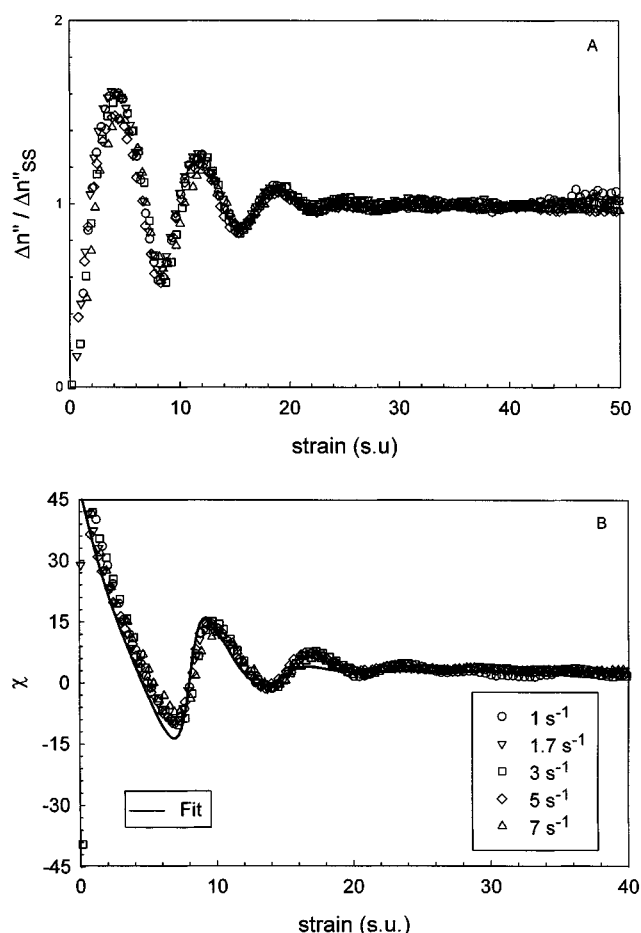 A
Δn" / Δn"SS
2
1
0
0 10 20 30 40 50
strain (s.u)
B
χ
45
30
15
0
-15
-30
-45
1 s⁻¹
1.7 s⁻¹
3 s⁻¹
5 s⁻¹
7 s⁻¹
Fit
0 10 20 30 40
strain (s.u.)